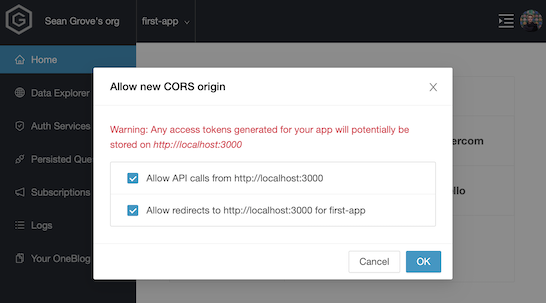 Sean Grove's org
first-app
Home
Allow new CORS origin
Data Explorer
Auth Services
Warning: Any access tokens generated for your app will potentially be
stored on http://localhost:3000
Persisted Que
Allow API calls from http://localhost:3000
Subscriptions
Allow redirects to http://localhost:3000 for first-app
Logs
Your OneBlog
Cancel
OK